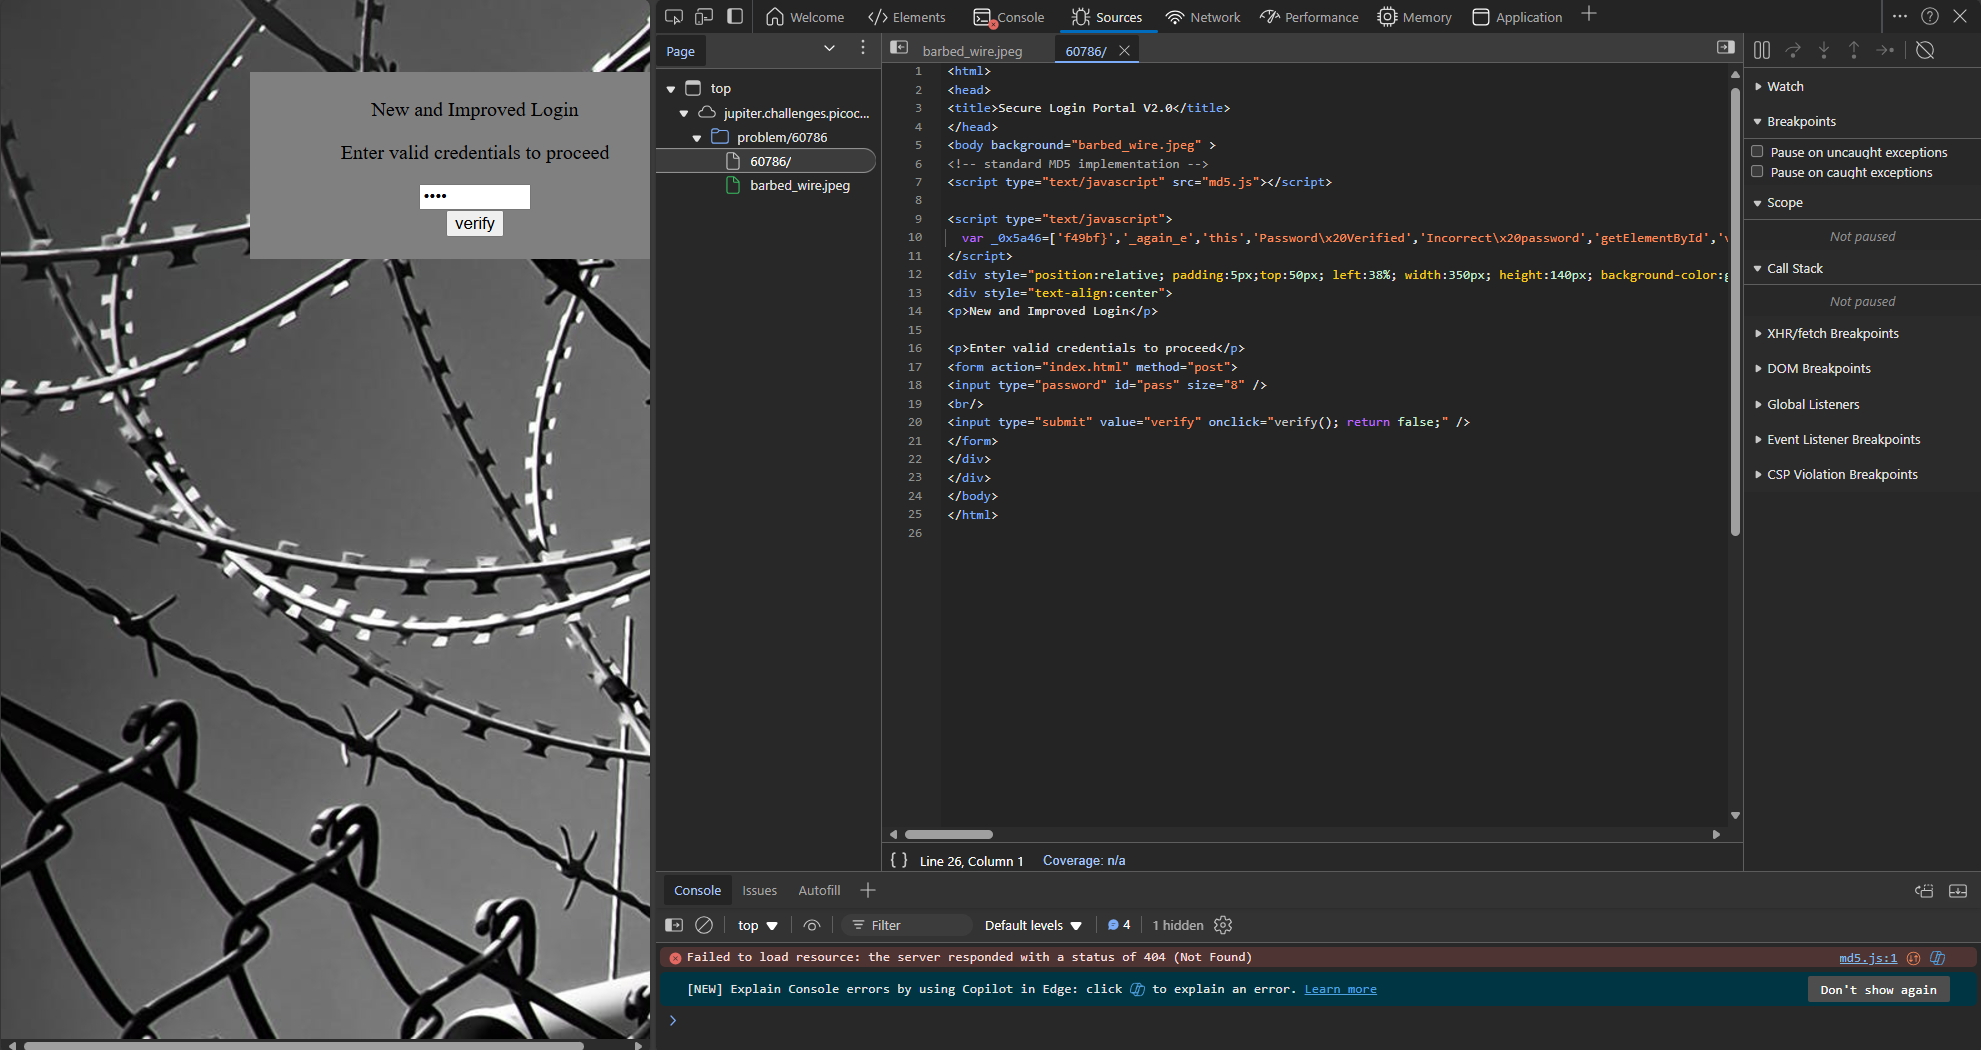 New and Improved Login
Enter valid credentials to proceed
••••
verify
Welcome
Elements
Console
Sources
Network
Performance
Memory
Application
Page
top
jupiter.challenges.picoc...
problem/60786
60786/
barbed_wire.jpeg
barbed_wire.jpeg
60786/
1 <html>
2 <head>
3 <title>Secure Login Portal V2.0</title>
4 </head>
5 <body background="barbed_wire.jpeg" >
6 <!-- standard MD5 implementation -->
7 <script type="text/javascript" src="md5.js"></script>
8
9 <script type="text/javascript">
10 var _0x5a46=['f49bf}','_again_e','this','Password\x20Verified','Incorrect\x20password','getElementById','
11 </script>
12 <div style="position:relative; padding:5px;top:50px; left:38%; width:350px; height:140px; background-color:g
13 <div style="text-align:center">
14 <p>New and Improved Login</p>
15
16 <p>Enter valid credentials to proceed</p>
17 <form action="index.html" method="post">
18 <input type="password" id="pass" size="8" />
19 <br/>
20 <input type="submit" value="verify" onclick="verify(); return false;" />
21 </form>
22 </div>
23 </div>
24 </body>
25 </html>
26
{ } Line 26, Column 1 Coverage: n/a
Watch
Breakpoints
Pause on uncaught exceptions
Pause on caught exceptions
Scope
Not paused
Call Stack
Not paused
XHR/fetch Breakpoints
DOM Breakpoints
Global Listeners
Event Listener Breakpoints
CSP Violation Breakpoints
Console Issues Autofill
top Filter Default levels 4 1 hidden
Failed to load resource: the server responded with a status of 404 (Not Found) md5.js:1
[NEW] Explain Console errors by using Copilot in Edge: click to explain an error. Learn more Don't show again